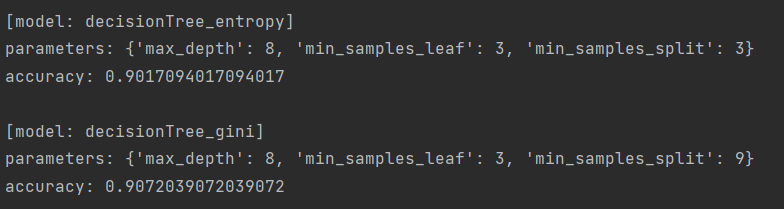 [model: decisionTree_entropy]
parameters: {'max_depth': 8, 'min_samples_leaf': 3, 'min_samples_split': 3}
accuracy: 0.9017094017094017
[model: decisionTree_gini]
parameters: {'max_depth': 8, 'min_samples_leaf': 3, 'min_samples_split': 9}
accuracy: 0.9072039072039072